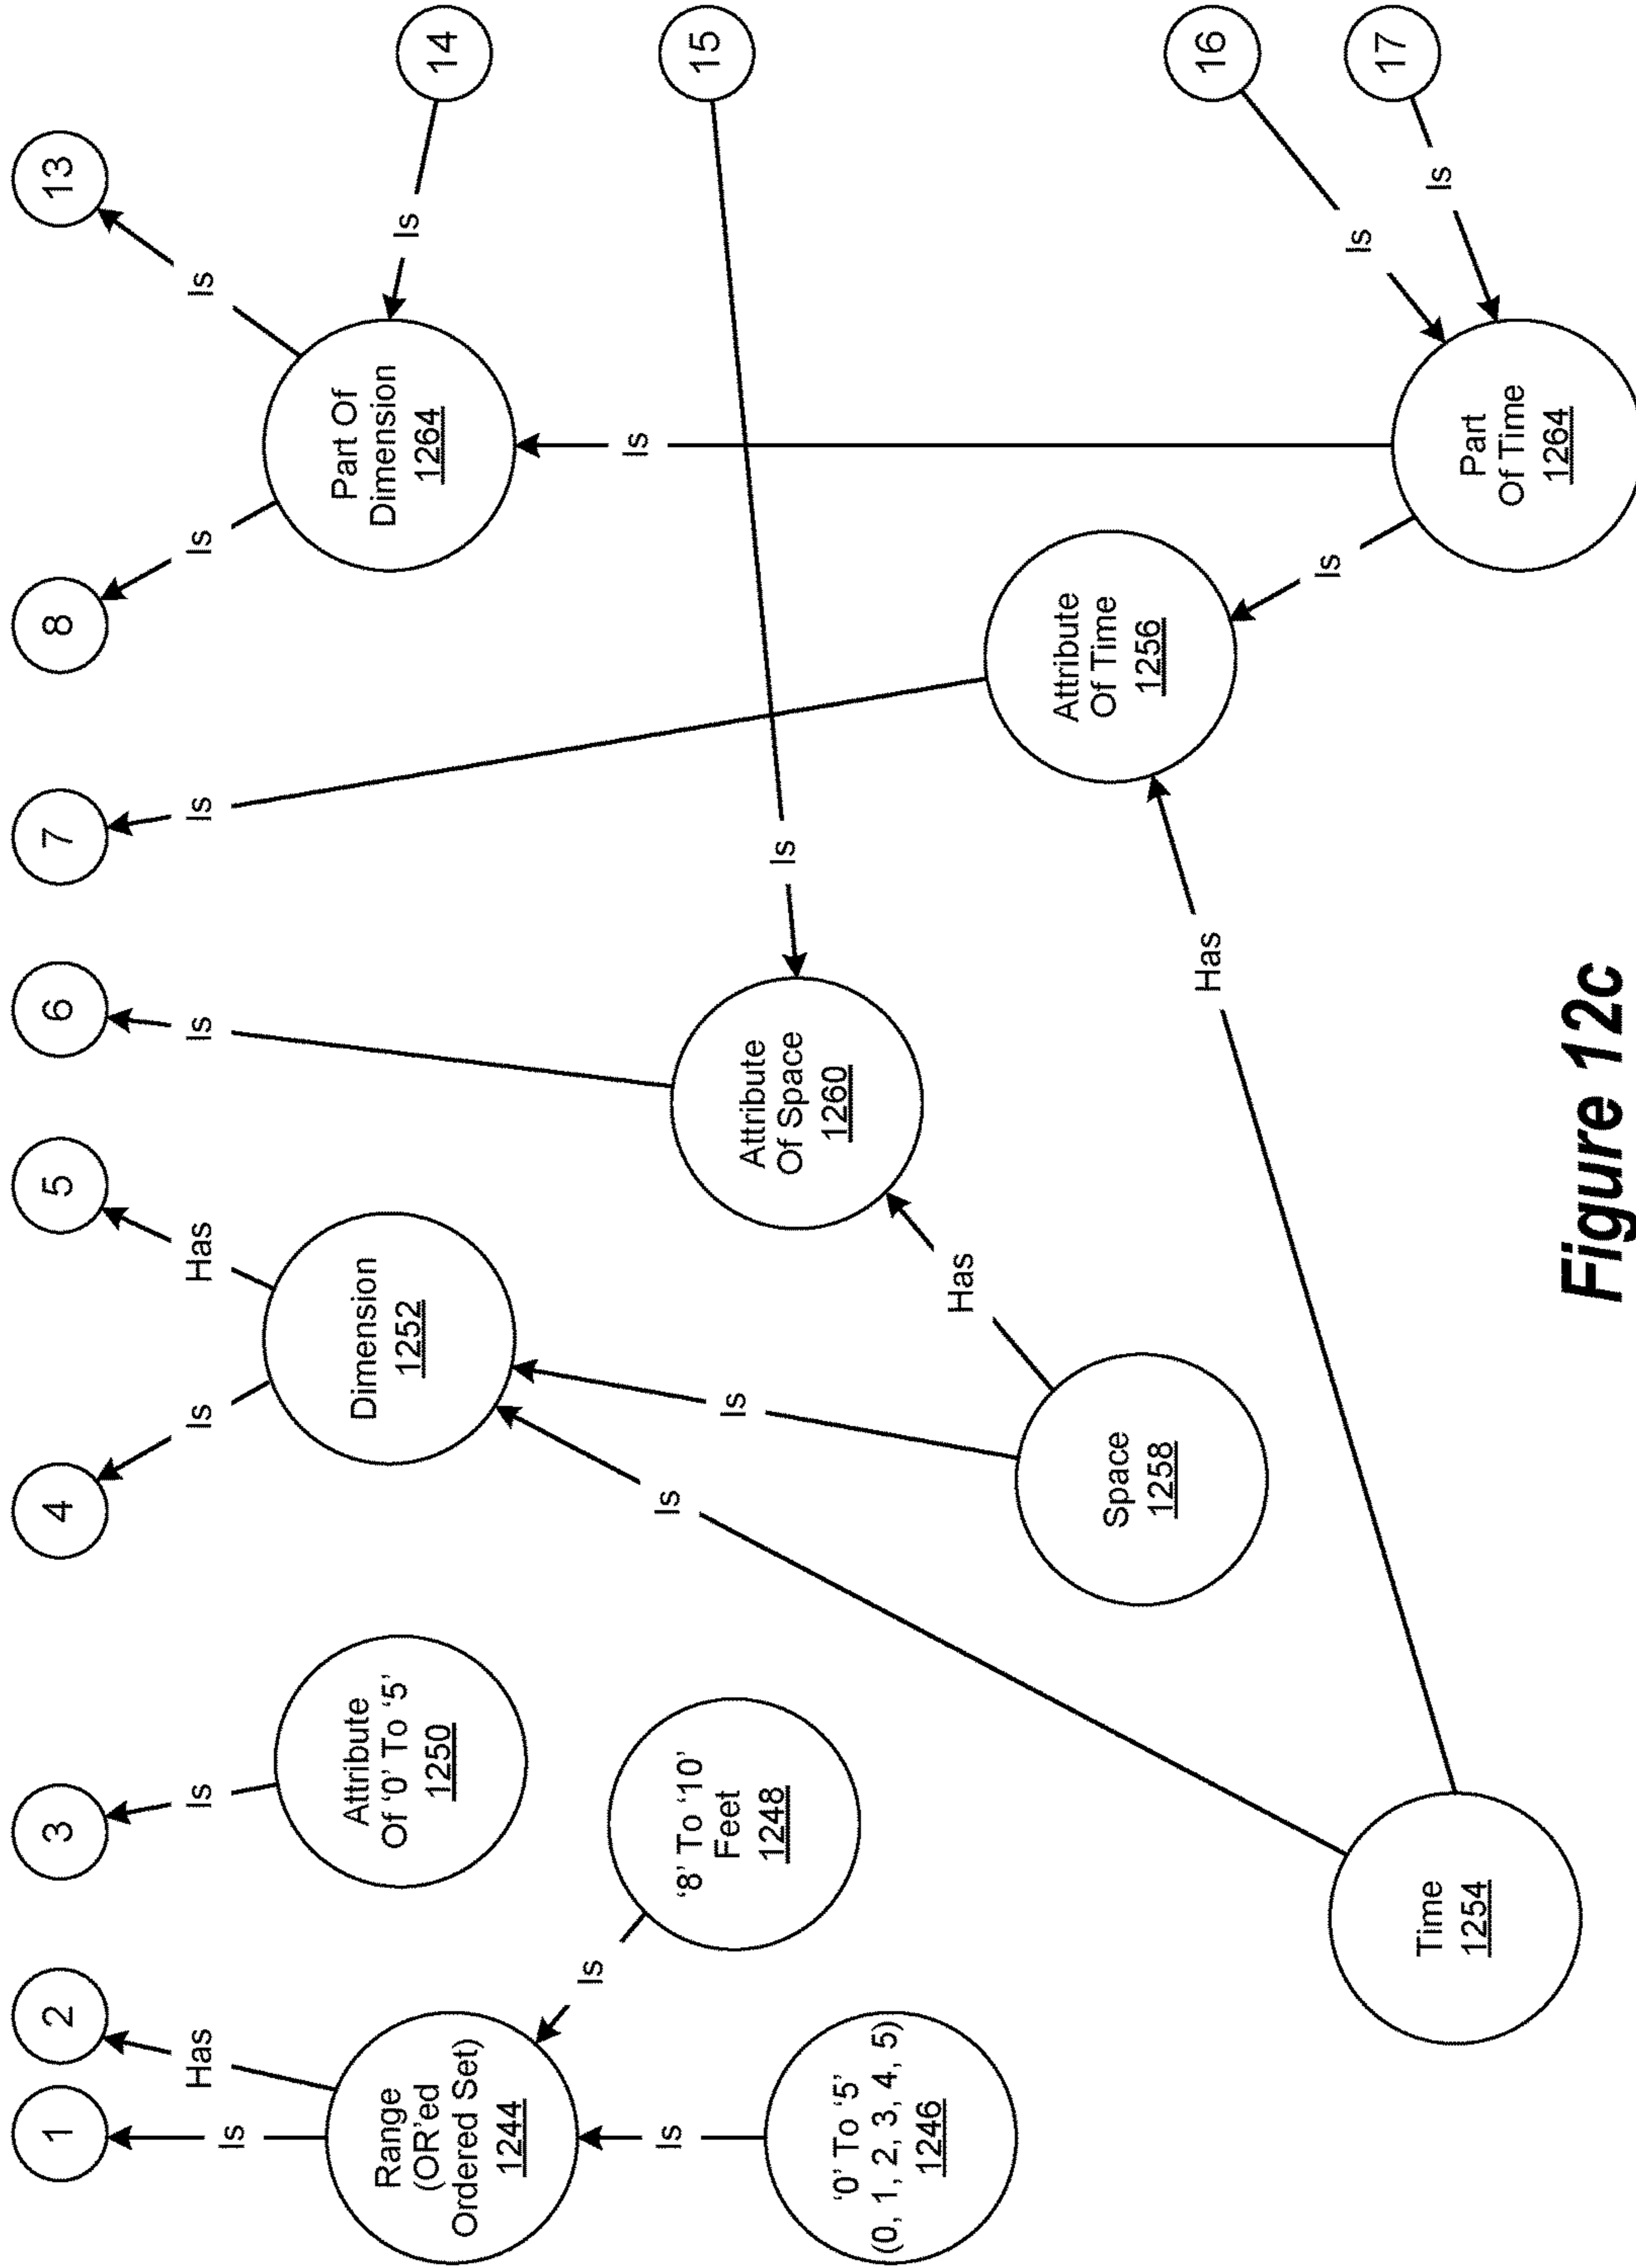 1
2
3
4
5
6
7
8
13
Is
Has
Is
Is
Has
Is
Is
Is
Is
Range
(OR'ed
Ordered Set)
1244
Attribute
Of ‘0’ To ‘5’
1250
Dimension
1252
Part Of
Dimension
1264
Is
14
Is
Is
‘8’ To ‘10’
Feet
1248
Is
Is
Attribute
Of Space
1260
Is
Is
15
‘0’ To ‘5’
(0, 1, 2, 3, 4, 5)
1246
Has
Space
1258
Attribute
Of Time
1256
Has
Is
Is
16
Is
17
Time
1254
Part
Of Time
1264
Figure 12c